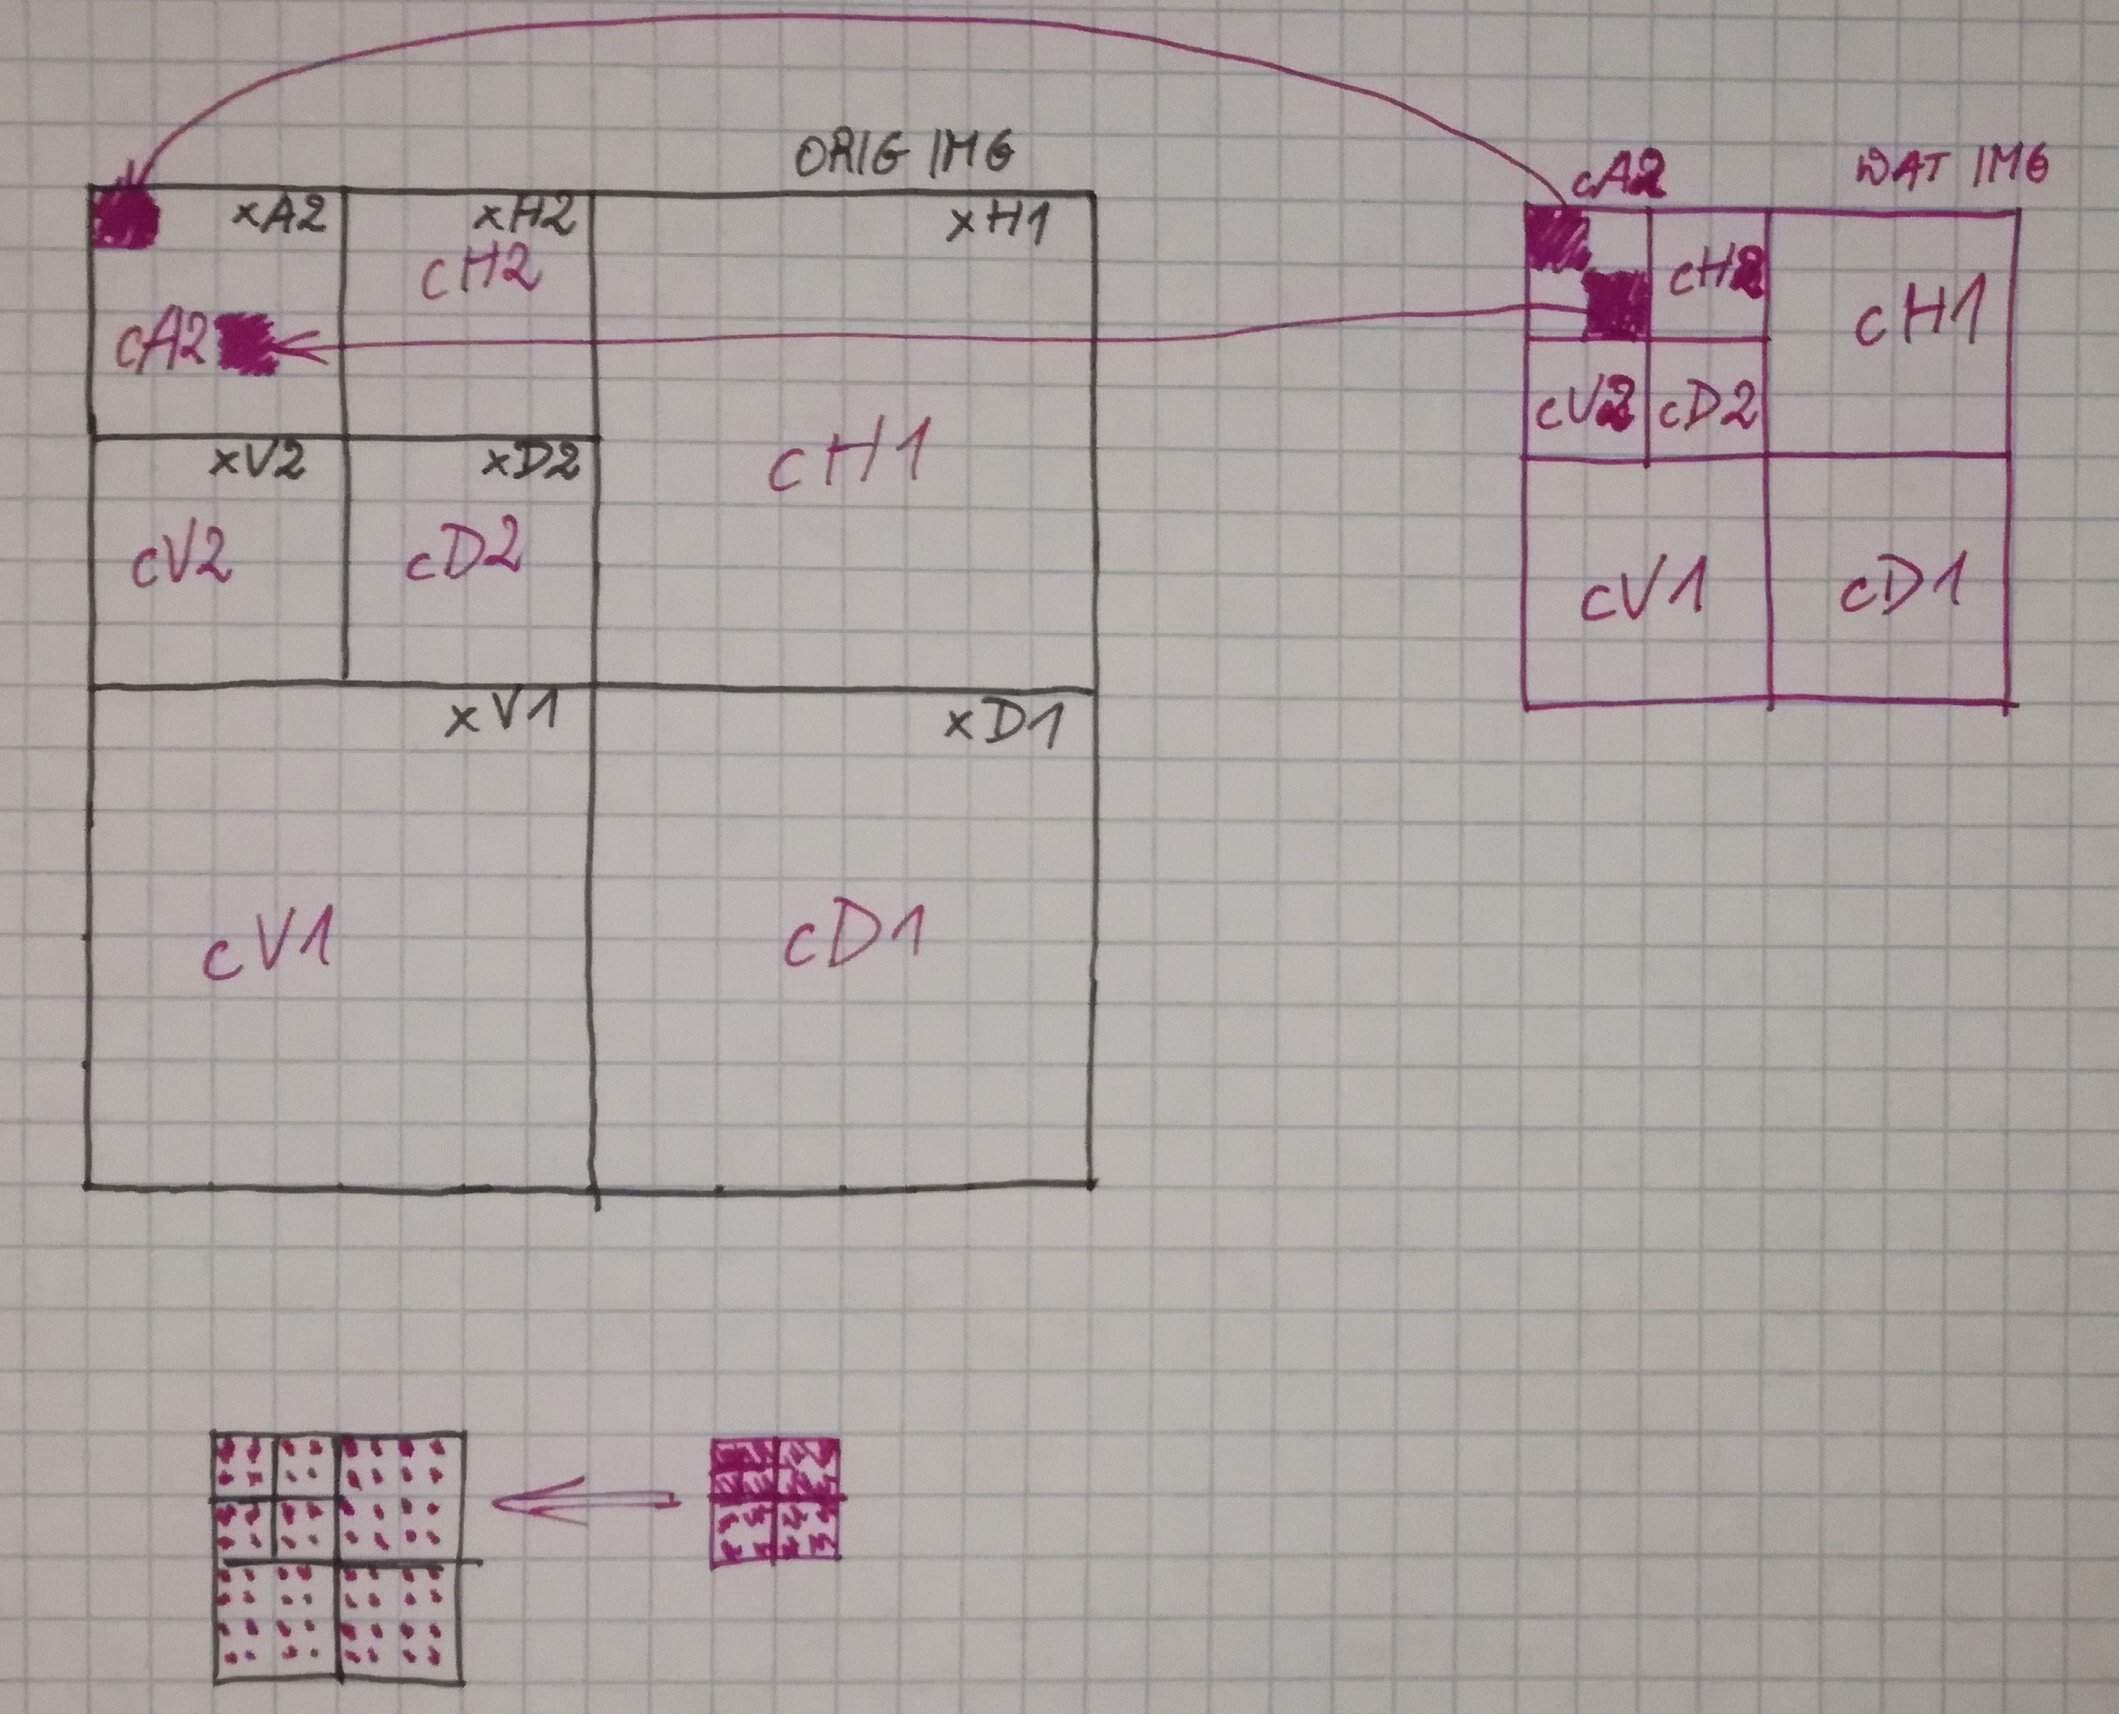 ORIG IMG
xA2 xH2 xH1
cH2
cA2
cH1
xV2 xD2
cV2 cD2
xV1 xD1
cV1 cD1
WAT IMG
cA2
cH2 cH1
cV2 cD2
cV1 cD1